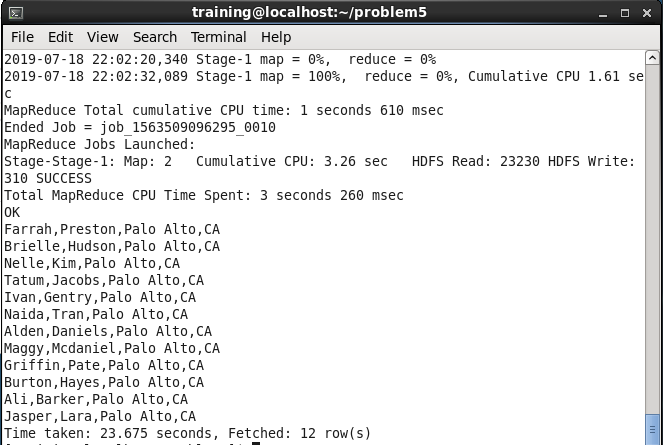 training@localhost:~/problem5
File Edit View Search Terminal Help
2019-07-18 22:02:20,340 Stage-1 map = 0%,  reduce = 0%
2019-07-18 22:02:32,089 Stage-1 map = 100%,  reduce = 0%, Cumulative CPU 1.61 se
c
MapReduce Total cumulative CPU time: 1 seconds 610 msec
Ended Job = job_1563509096295_0010
MapReduce Jobs Launched:
Stage-Stage-1: Map: 2   Cumulative CPU: 3.26 sec   HDFS Read: 23230 HDFS Write:
310 SUCCESS
Total MapReduce CPU Time Spent: 3 seconds 260 msec
OK
Farrah,Preston,Palo Alto,CA
Brielle,Hudson,Palo Alto,CA
Nelle,Kim,Palo Alto,CA
Tatum,Jacobs,Palo Alto,CA
Ivan,Gentry,Palo Alto,CA
Naida,Tran,Palo Alto,CA
Alden,Daniels,Palo Alto,CA
Maggy,Mcdaniel,Palo Alto,CA
Griffin,Pate,Palo Alto,CA
Burton,Hayes,Palo Alto,CA
Ali,Barker,Palo Alto,CA
Jasper,Lara,Palo Alto,CA
Time taken: 23.675 seconds, Fetched: 12 row(s)